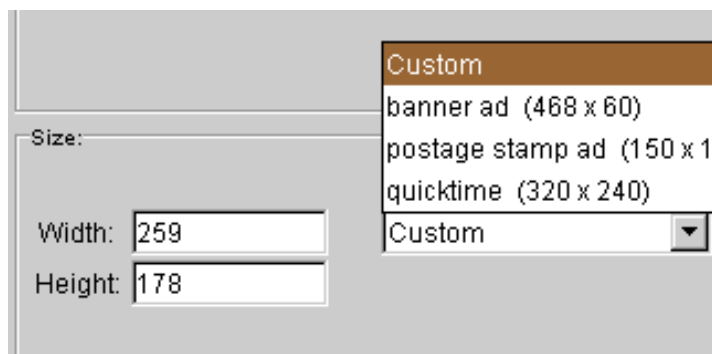 Custom
banner ad (468 x 60)
postage stamp ad (150 x 1
quicktime (320 x 240)
Size:
Width: 259 Custom
Height: 178